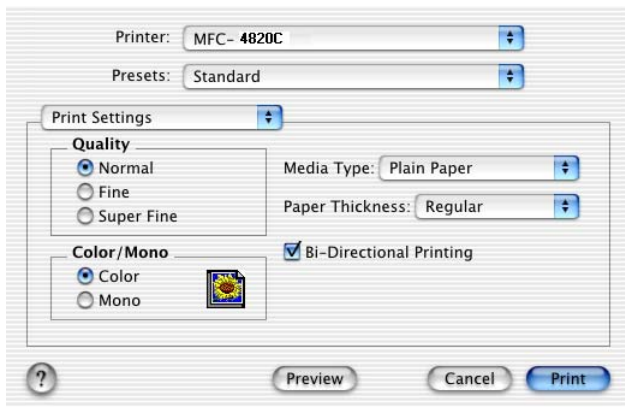 Printer: MFC- 4820C
Presets: Standard
Print Settings
Quality
Normal
Fine
Super Fine
Media Type: Plain Paper
Paper Thickness: Regular
Bi-Directional Printing
Color/Mono
Color
Mono
?
Preview
Cancel
Print